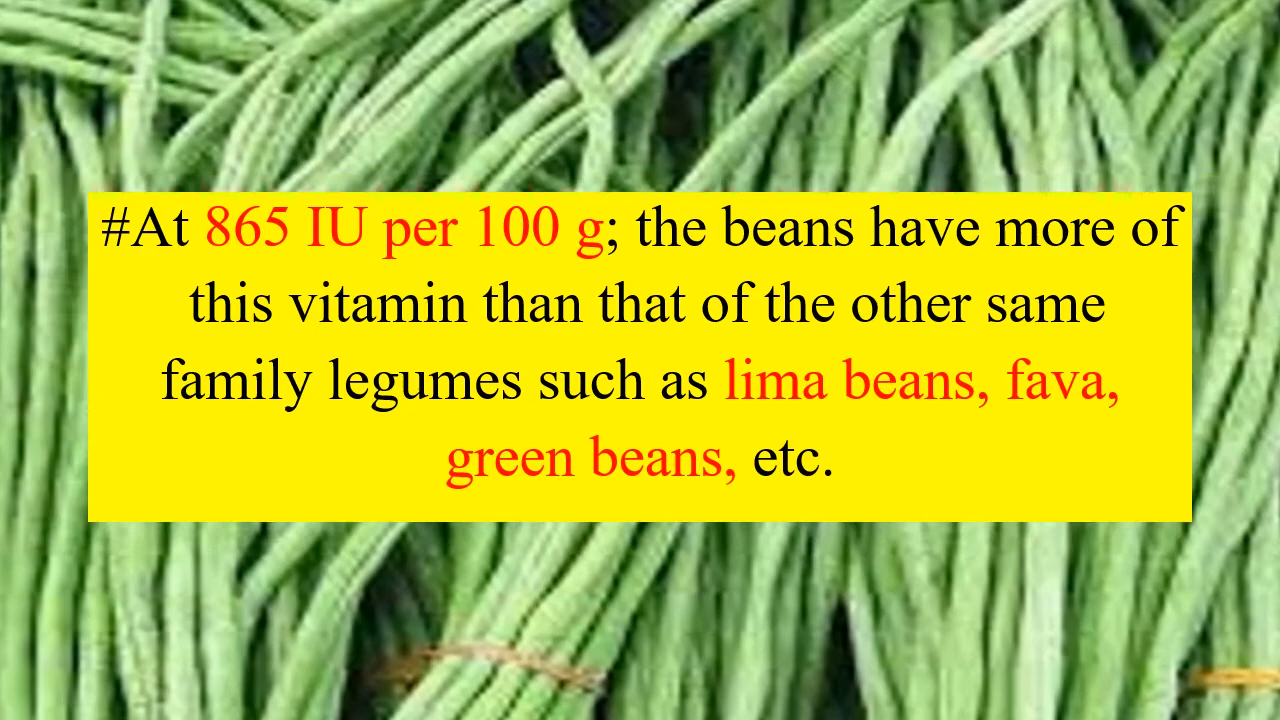 #At 865 IU per 100 g; the beans have more of
this vitamin than that of the other same
family legumes such as lima beans, fava,
green beans, etc.